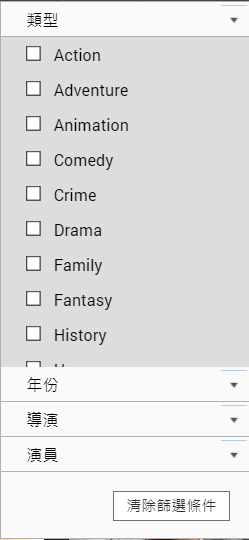 類型
Action
Adventure
Animation
Comedy
Crime
Drama
Family
Fantasy
History
年份
導演
演員
清除篩選條件